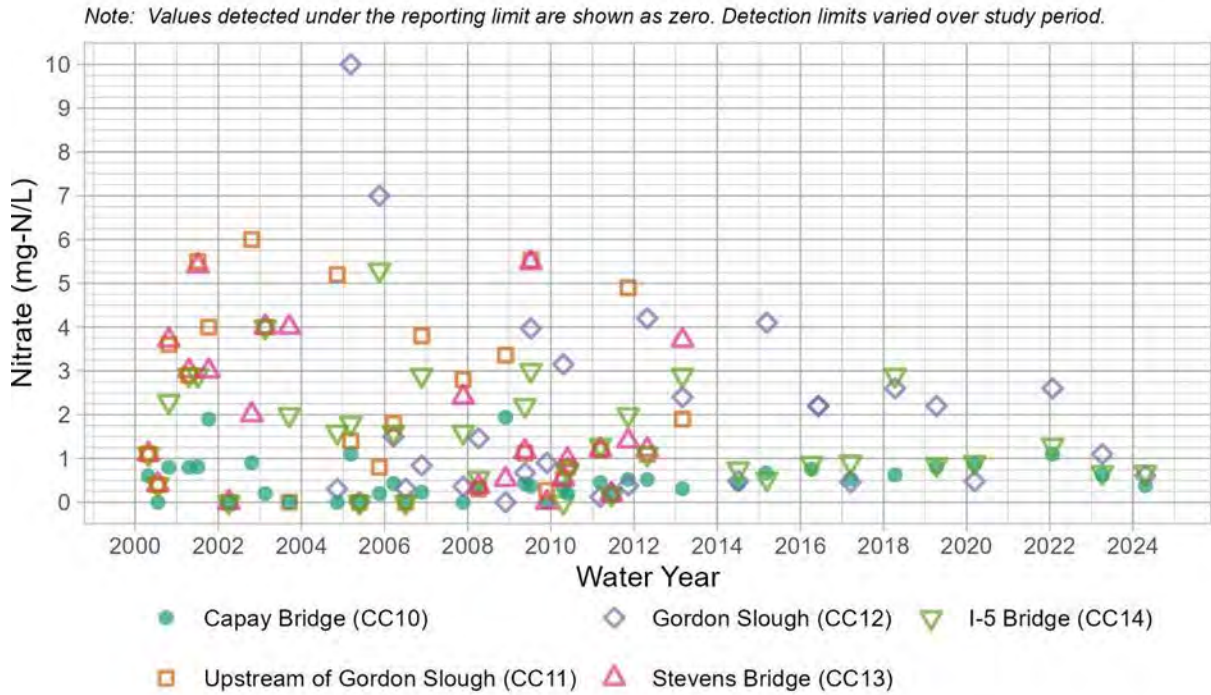 Note: Values detected under the reporting limit are shown as zero. Detection limits varied over study period.
10
9
8
7
6
5
4
3
2
1
0
Nitrate (mg-N/L)
2000 2002 2004 2006 2008 2010 2012 2014 2016 2018 2020 2022 2024
Water Year
Capay Bridge (CC10) Gordon Slough (CC12) I-5 Bridge (CC14)
Upstream of Gordon Slough (CC11) Stevens Bridge (CC13)